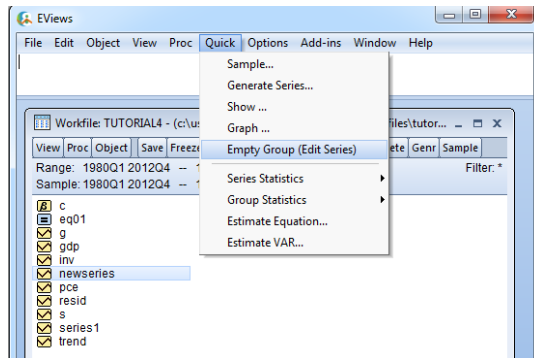 EViews
File Edit Object View Proc Quick Options Add-ins Window Help
Sample...
Generate Series...
Show ...
Graph ...
Empty Group (Edit Series)
Series Statistics
Group Statistics
Estimate Equation...
Estimate VAR...
Workfile: TUTORIAL4 - (c:\us
files\tutor...
View Proc Object Save Freeze
ete Genr Sample
Range: 1980Q1 2012Q4 --
Filter: *
Sample: 1980Q1 2012Q4 --
c
eq01
g
gdp
inv
newseries
pce
resid
s
series1
trend